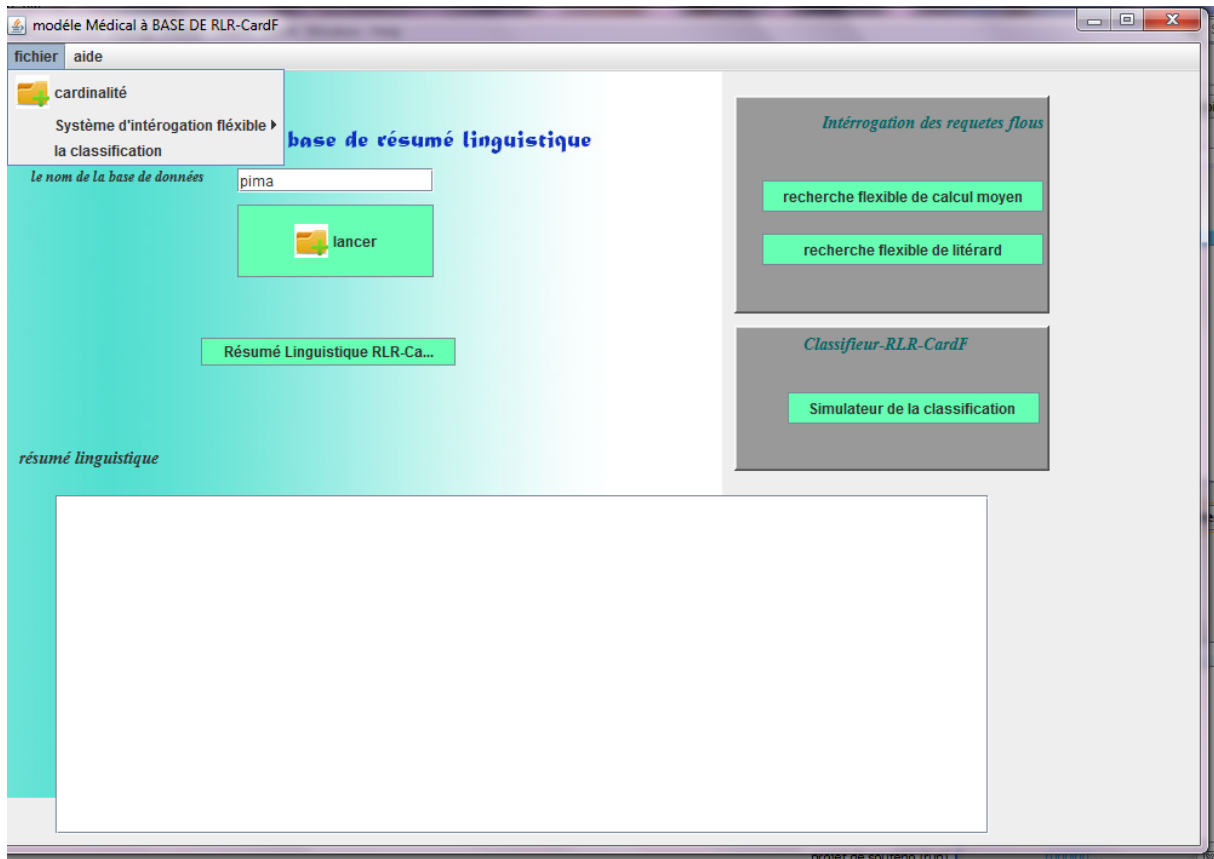 modéle Médical à BASE DE RLR-CardF
fichier aide
cardinalité
Système d'intérogation fléxible
la classification
base de résumé linguistique
le nom de la base de données
pima
lancer
Résumé Linguistique RLR-Ca...
résumé linguistique
Intérrogation des requetes flous
recherche flexible de calcul moyen
recherche flexible de litérard
Classifieur-RLR-CardF
Simulateur de la classification